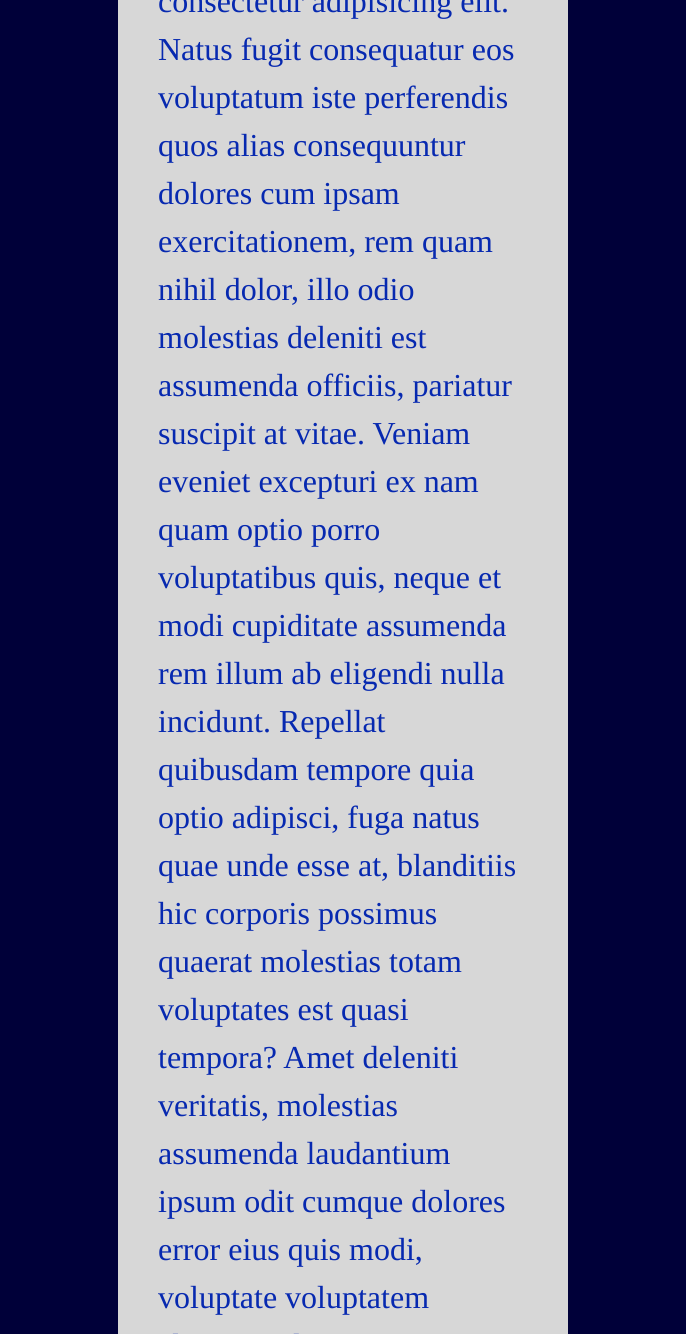 consectetur adipisicing elit.
Natus fugit consequatur eos
voluptatum iste perferendis
quos alias consequuntur
dolores cum ipsam
exercitationem, rem quam
nihil dolor, illo odio
molestias deleniti est
assumenda officiis, pariatur
suscipit at vitae. Veniam
eveniet excepturi ex nam
quam optio porro
voluptatibus quis, neque et
modi cupiditate assumenda
rem illum ab eligendi nulla
incidunt. Repellat
quibusdam tempore quia
optio adipisci, fuga natus
quae unde esse at, blanditiis
hic corporis possimus
quaerat molestias totam
voluptates est quasi
tempora? Amet deleniti
veritatis, molestias
assumenda laudantium
ipsum odit cumque dolores
error eius quis modi,
voluptate voluptatem